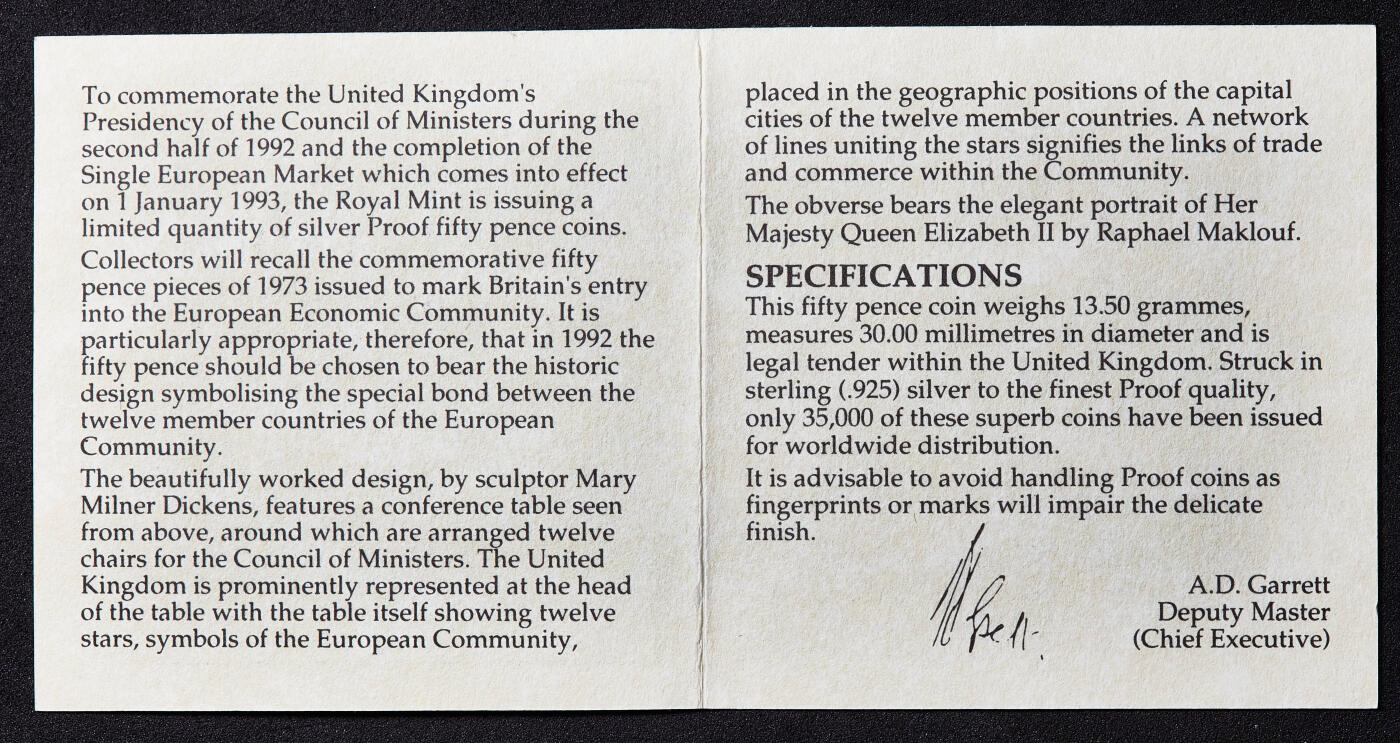 To commemorate the United Kingdom's
Presidency of the Council of Ministers during the
second half of 1992 and the completion of the
Single European Market which comes into effect
on 1 January 1993, the Royal Mint is issuing a
limited quantity of silver Proof fifty pence coins.
Collectors will recall the commemorative fifty
pence pieces of 1973 issued to mark Britain's entry
into the European Economic Community. It is
particularly appropriate, therefore, that in 1992 the
fifty pence should be chosen to bear the historic
design symbolising the special bond between the
twelve member countries of the European
Community.
The beautifully worked design, by sculptor Mary
Milner Dickens, features a conference table seen
from above, around which are arranged twelve
chairs for the Council of Ministers. The United
Kingdom is prominently represented at the head
of the table with the table itself showing twelve
stars, symbols of the European Community,
placed in the geographic positions of the capital
cities of the twelve member countries. A network
of lines uniting the stars signifies the links of trade
and commerce within the Community.
The obverse bears the elegant portrait of Her
Majesty Queen Elizabeth II by Raphael Maklouf.
SPECIFICATIONS
This fifty pence coin weighs 13.50 grammes,
measures 30.00 millimetres in diameter and is
legal tender within the United Kingdom. Struck in
sterling (.925) silver to the finest Proof quality,
only 35,000 of these superb coins have been issued
for worldwide distribution.
It is advisable to avoid handling Proof coins as
fingerprints or marks will impair the delicate
finish.
A.D. Garrett
Deputy Master
(Chief Executive)